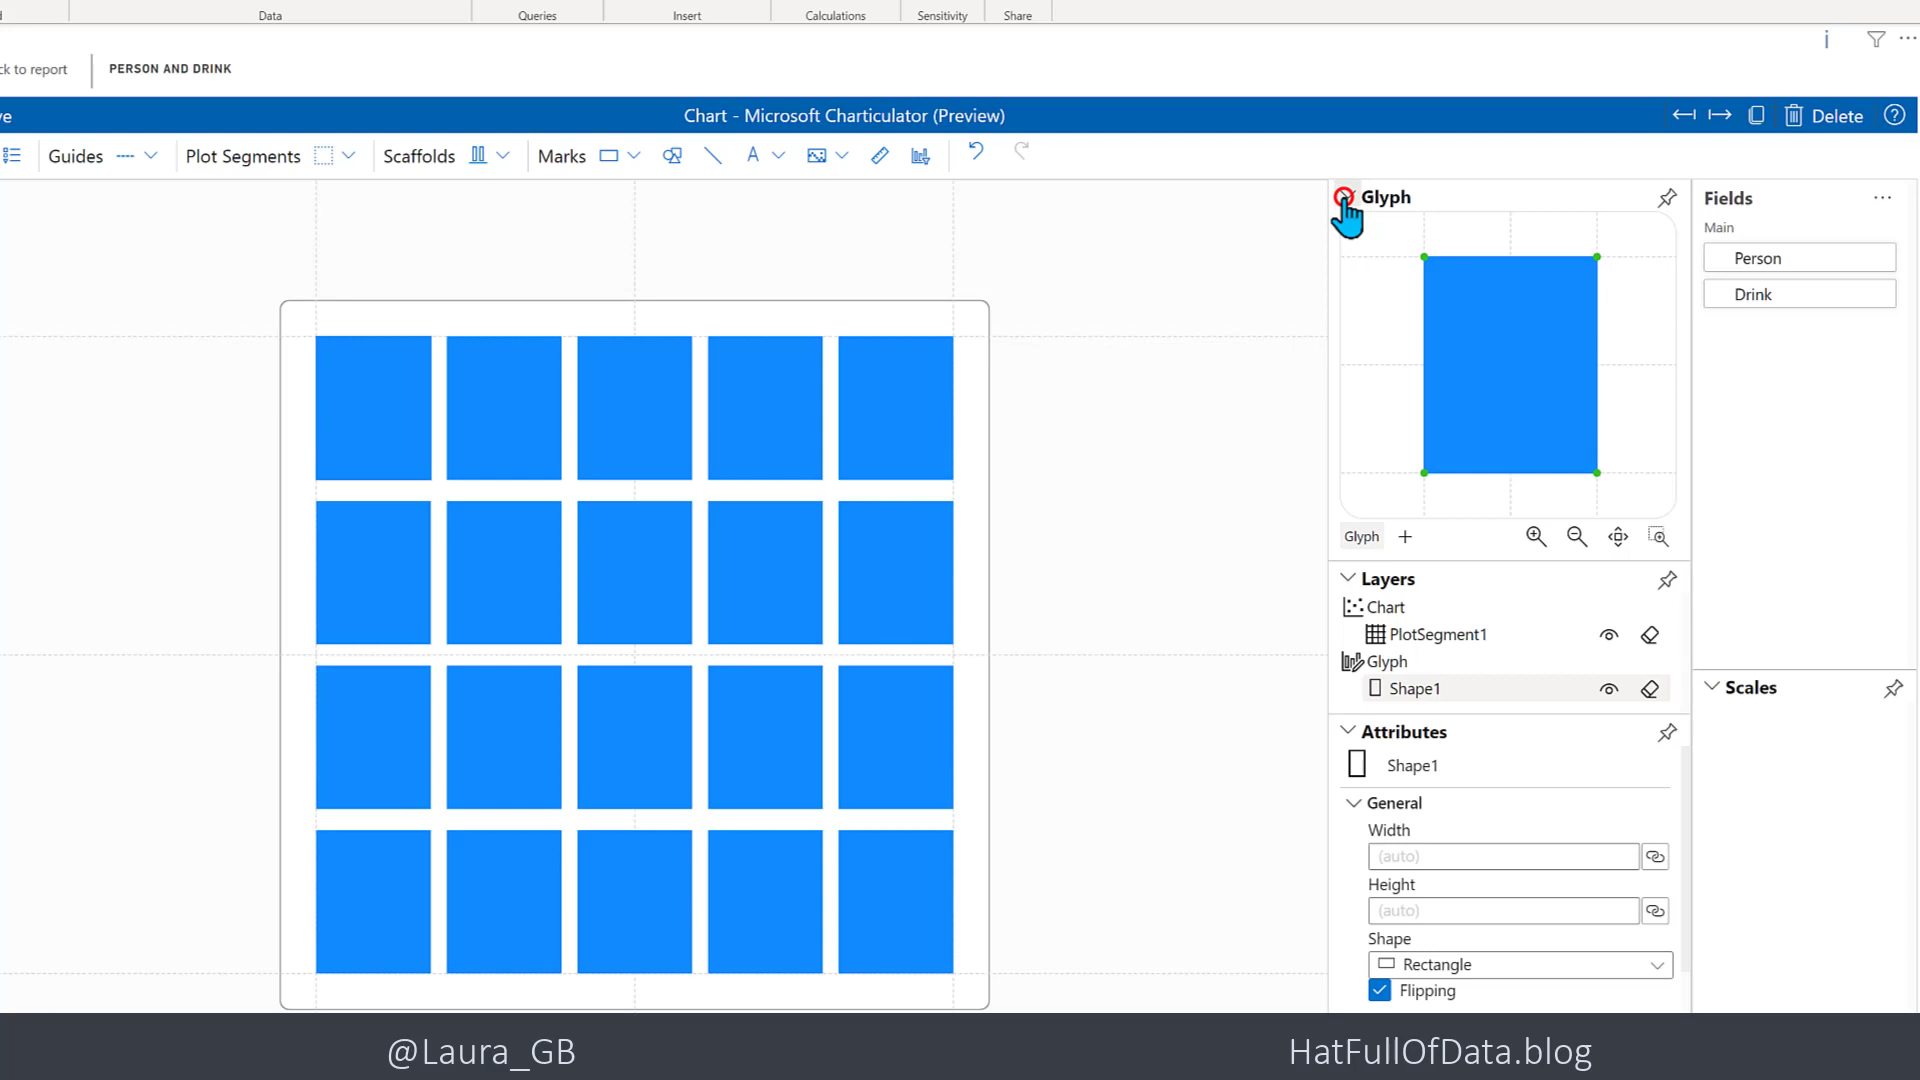 Data Queries Insert Calculations Sensitivity Share
ck to report PERSON AND DRINK
ve Chart - Microsoft Charticulator (Preview) Delete
Guides Plot Segments Scaffolds Marks
Glyph
Fields
Main
Person
Drink
Glyph
Layers
Chart
PlotSegment1
Glyph
Shape1
Scales
Attributes
Shape1
General
Width
(auto)
Height
(auto)
Shape
Rectangle
Flipping
@Laura_GB HatFullOfData.blog